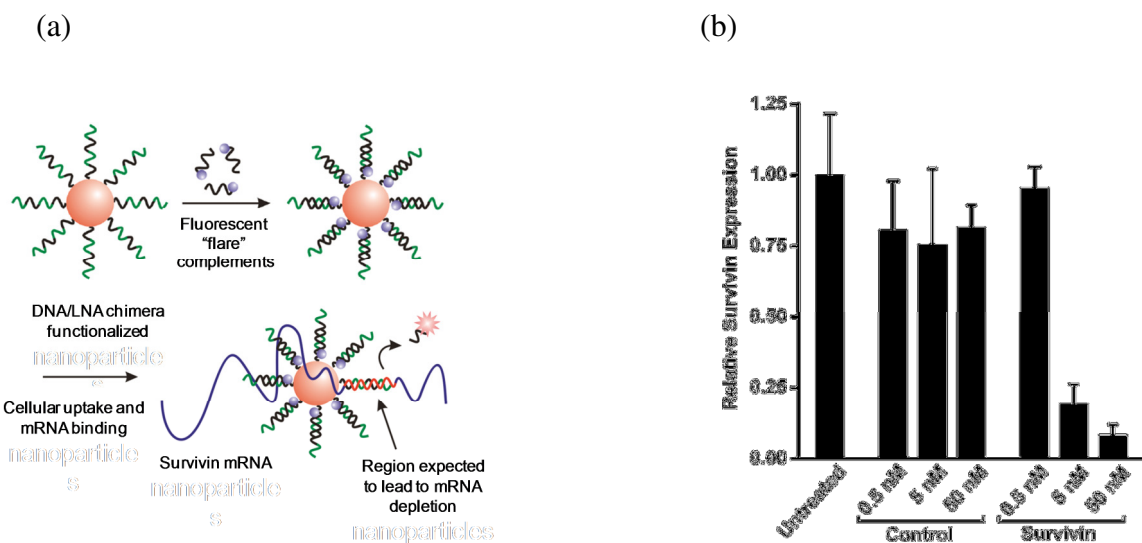 (a)
(b)
Fluorescent
"flare"
complements
DNA/LNA chimera
functionalized
nanoparticle
s
Cellular uptake and
mRNA binding
nanoparticle
s
Survivin mRNA
nanoparticle
s
Region expected
to lead to mRNA
depletion
nanoparticles
Relative Survivin Expression
1.25
1.00
0.75
0.50
0.25
0.00
Untreated
0.5 nM
5 nM
50 nM
0.5 nM
5 nM
50 nM
Control
Survivin